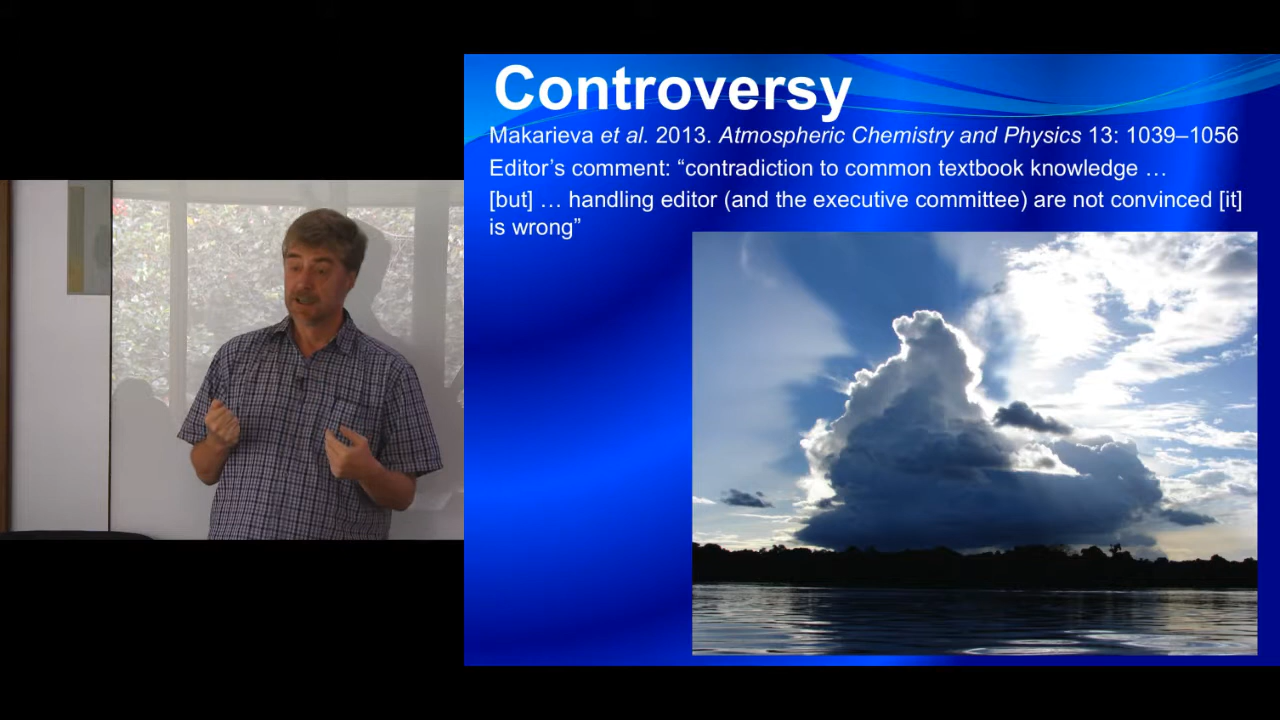 Controversy
Makarieva et al. 2013. Atmospheric Chemistry and Physics 13: 1039–1056
Editor’s comment: “contradiction to common textbook knowledge …
[but] … handling editor (and the executive committee) are not convinced [it]
is wrong”